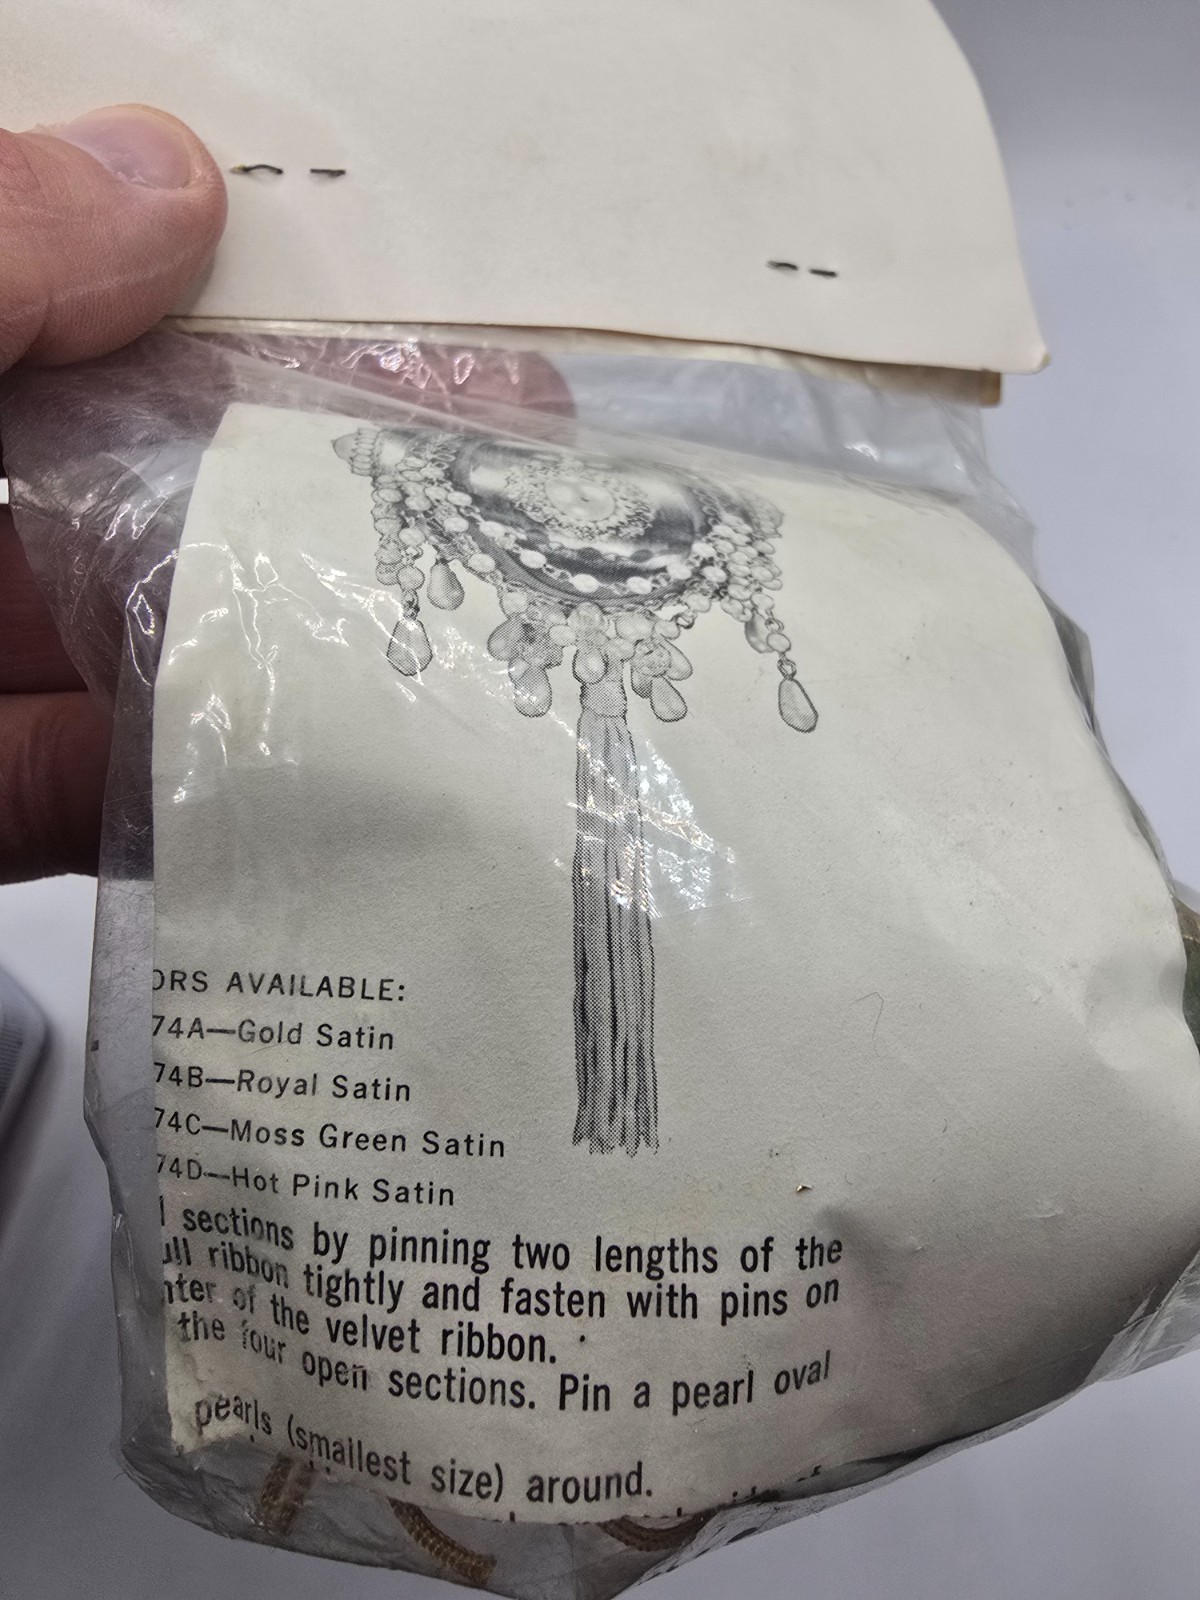 ORS AVAILABLE:
74A—Gold Satin
74B—Royal Satin
74C—Moss Green Satin
74D—Hot Pink Satin
sections by pinning two lengths of the
ull ribbon tightly and fasten with pins on
nter of the velvet ribbon.
the four open sections. Pin a pearl oval
pearls (smallest size) around.